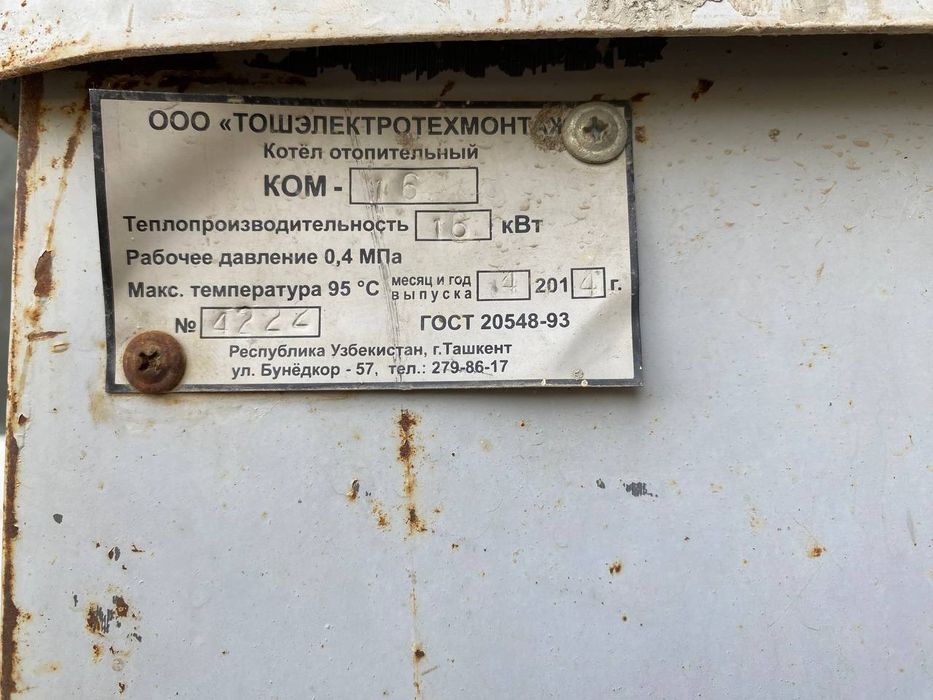 ООО «ТОШЭЛЕКТРОТЕХМОНТАЖ
Котёл отопительный
КОМ - 16
Теплопроизводительность 16 кВт
Рабочее давление 0,4 МПа
Макс. температура 95 °С месяц и год выпуска 4 2014 г.
№ 4222 ГОСТ 20548-93
Республика Узбекистан, г.Ташкент
ул. Бунёдкор - 57, тел.: 279-86-17